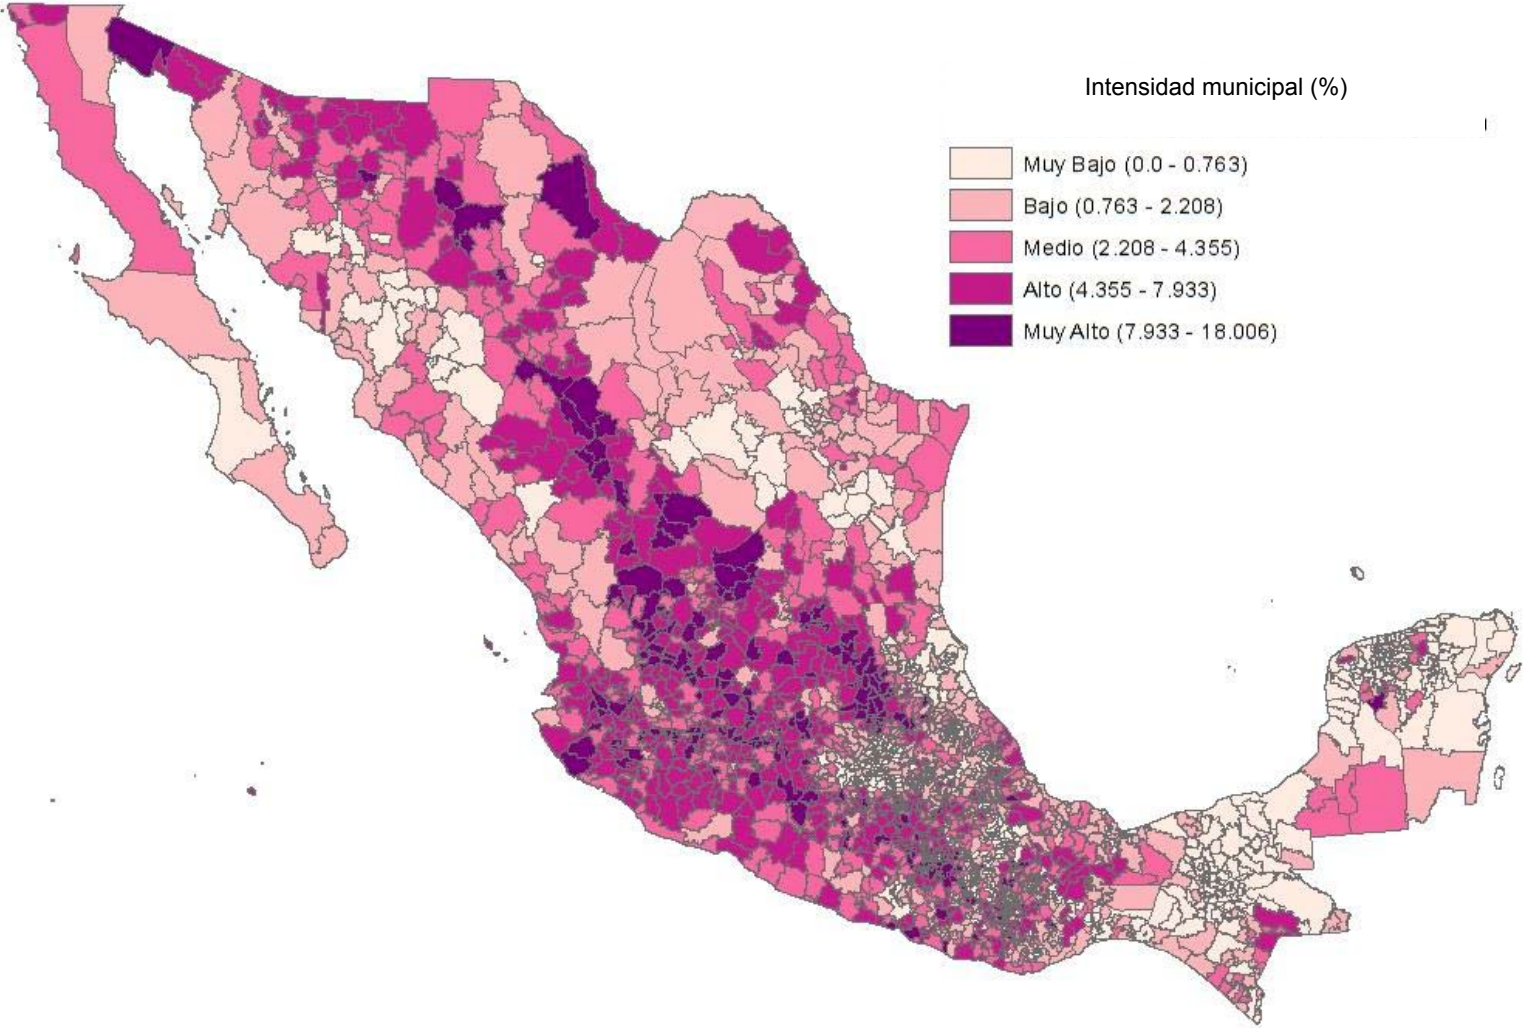 Intensidad municipal (%)
Muy Bajo (0.0 - 0.763)
Bajo (0.763 - 2.208)
Medio (2.208 - 4.355)
Alto (4.355 - 7.933)
Muy Alto (7.933 - 18.006)